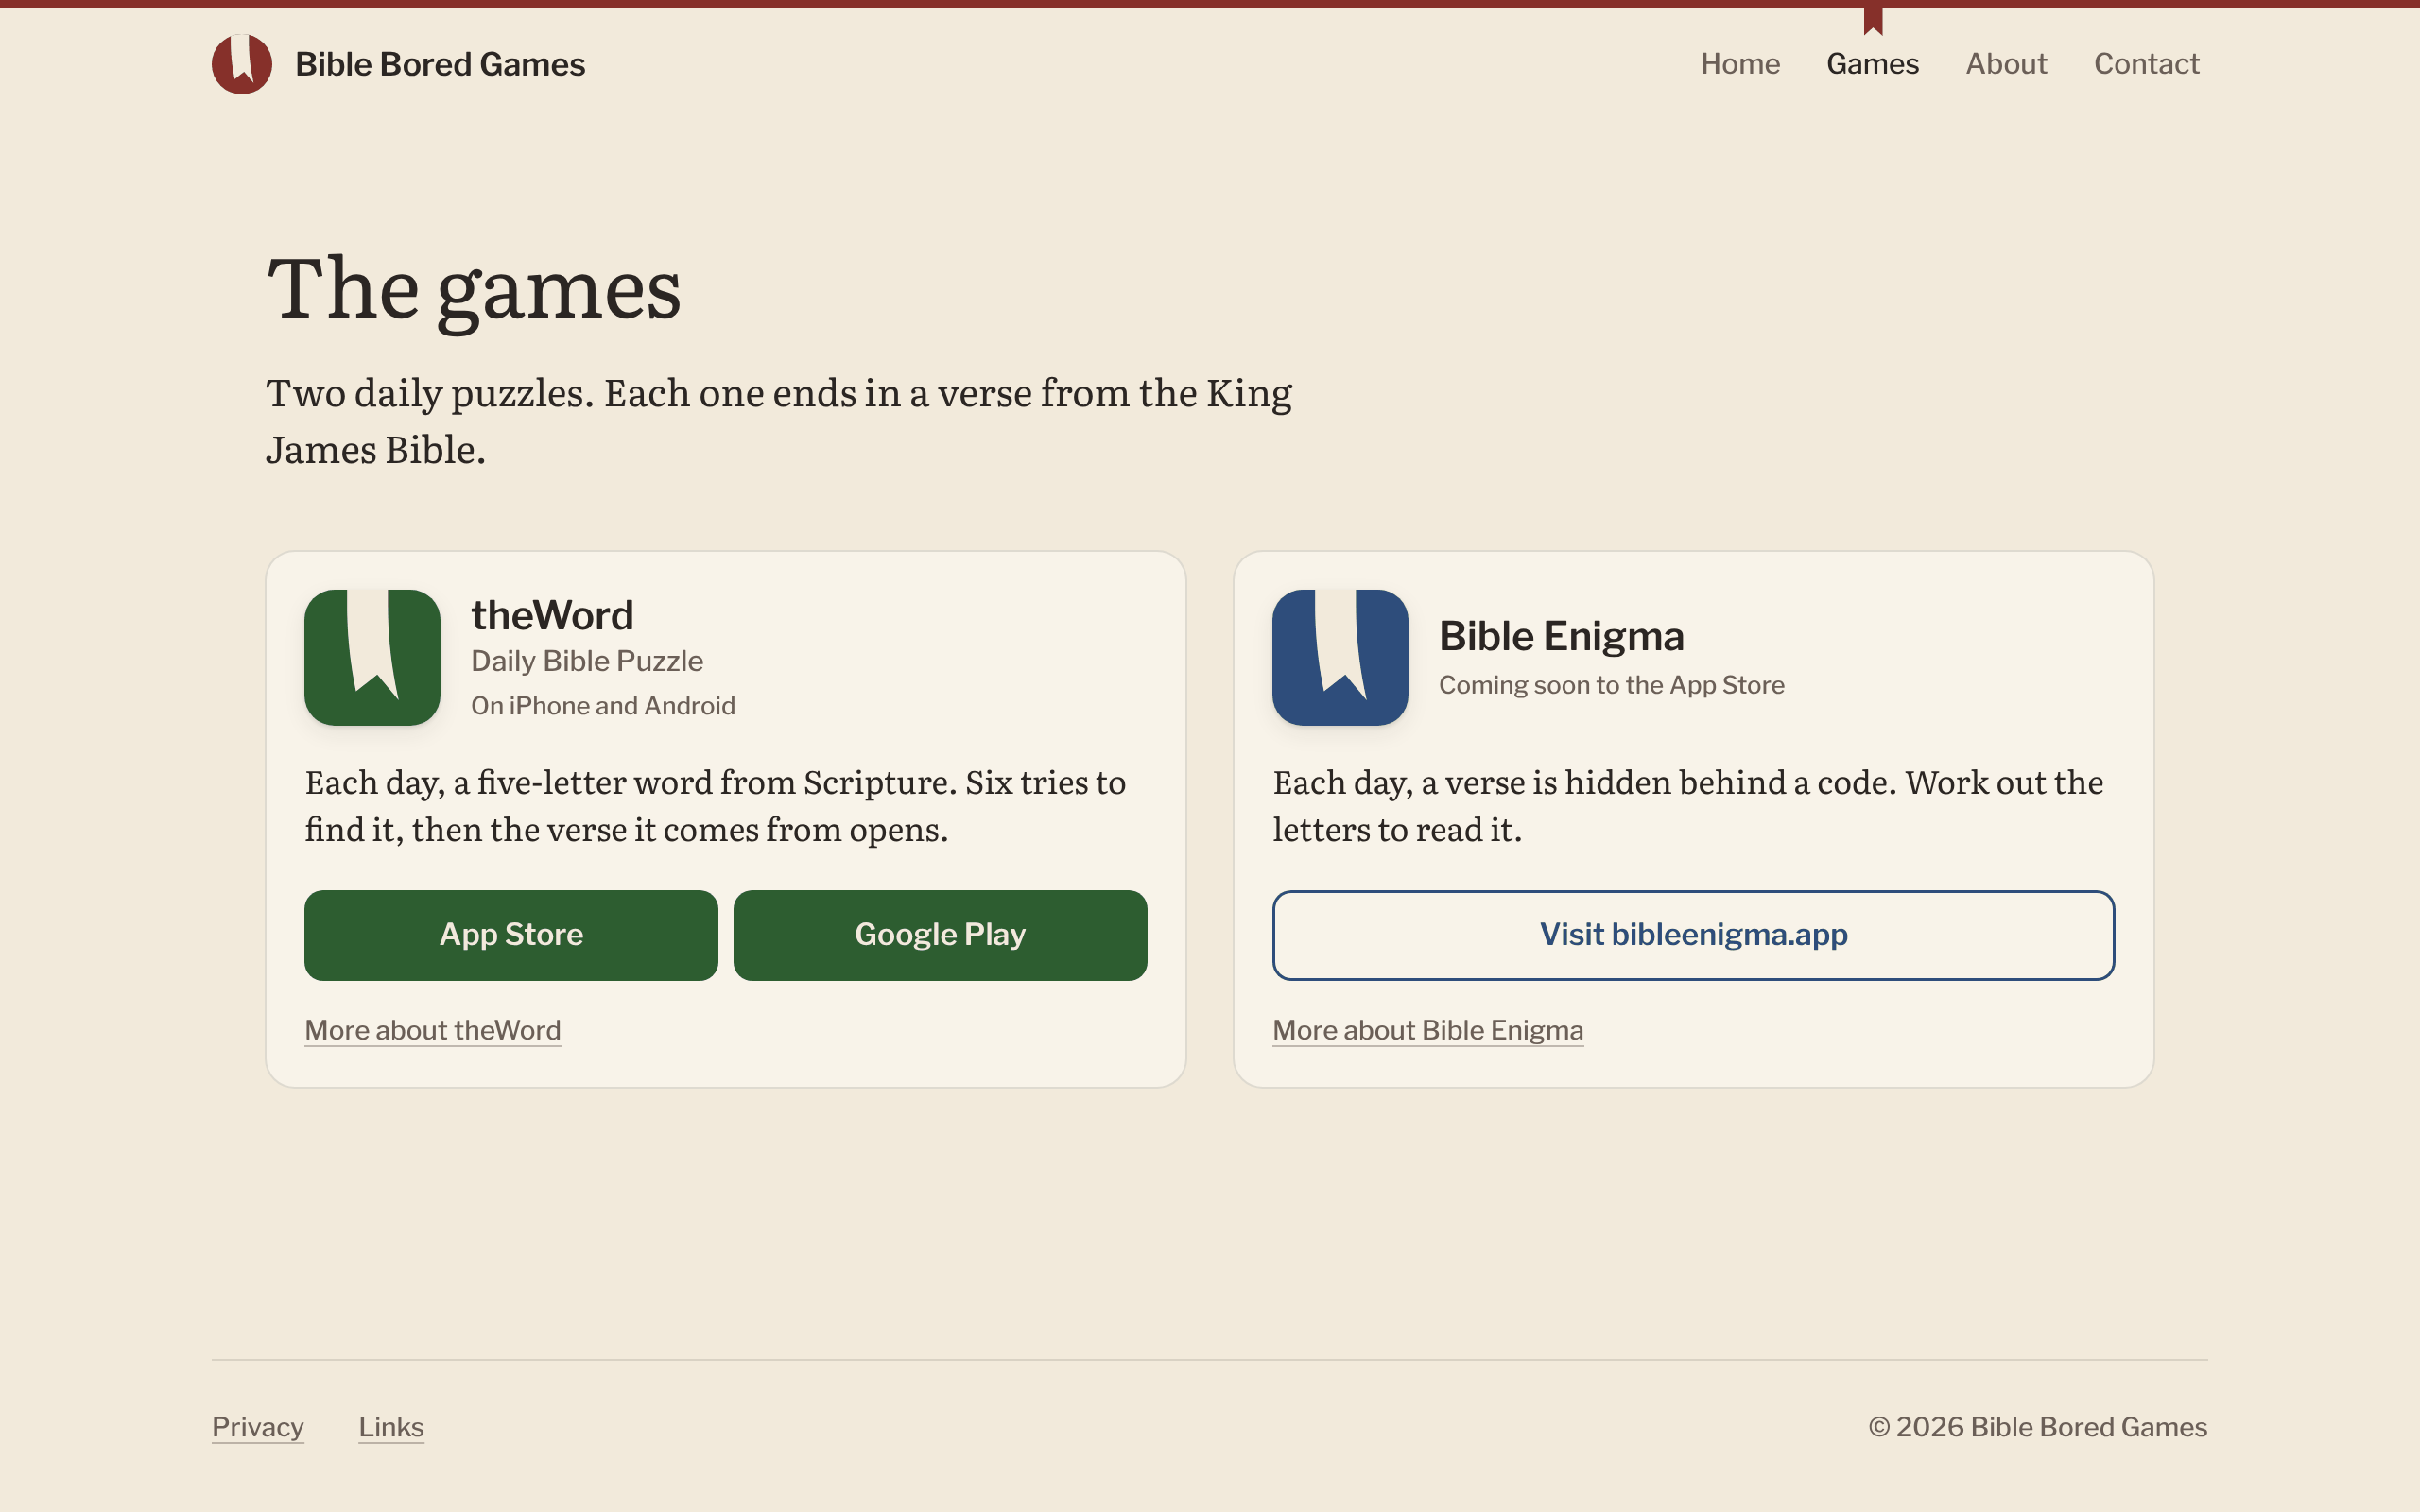 Bible Bored Games
Home
Games
About
Contact
The games
Two daily puzzles. Each one ends in a verse from the King
James Bible.
theWord
Daily Bible Puzzle
On iPhone and Android
Each day, a five-letter word from Scripture. Six tries to
find it, then the verse it comes from opens.
App Store
Google Play
More about theWord
Bible Enigma
Coming soon to the App Store
Each day, a verse is hidden behind a code. Work out the
letters to read it.
Visit bibleenigma.app
More about Bible Enigma
Privacy
Links
© 2026 Bible Bored Games